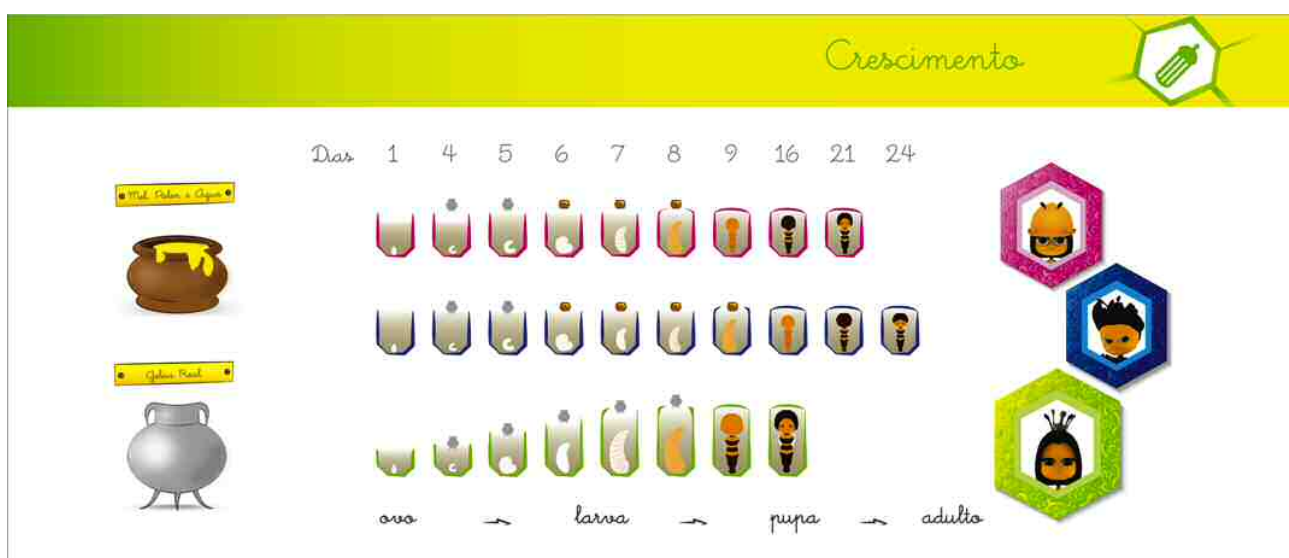 Crescimento
Dias 1 4 5 6 7 8 9 16 21 24
Mel, Polen e Água
Geleia Real
ovo larva pupa adulto